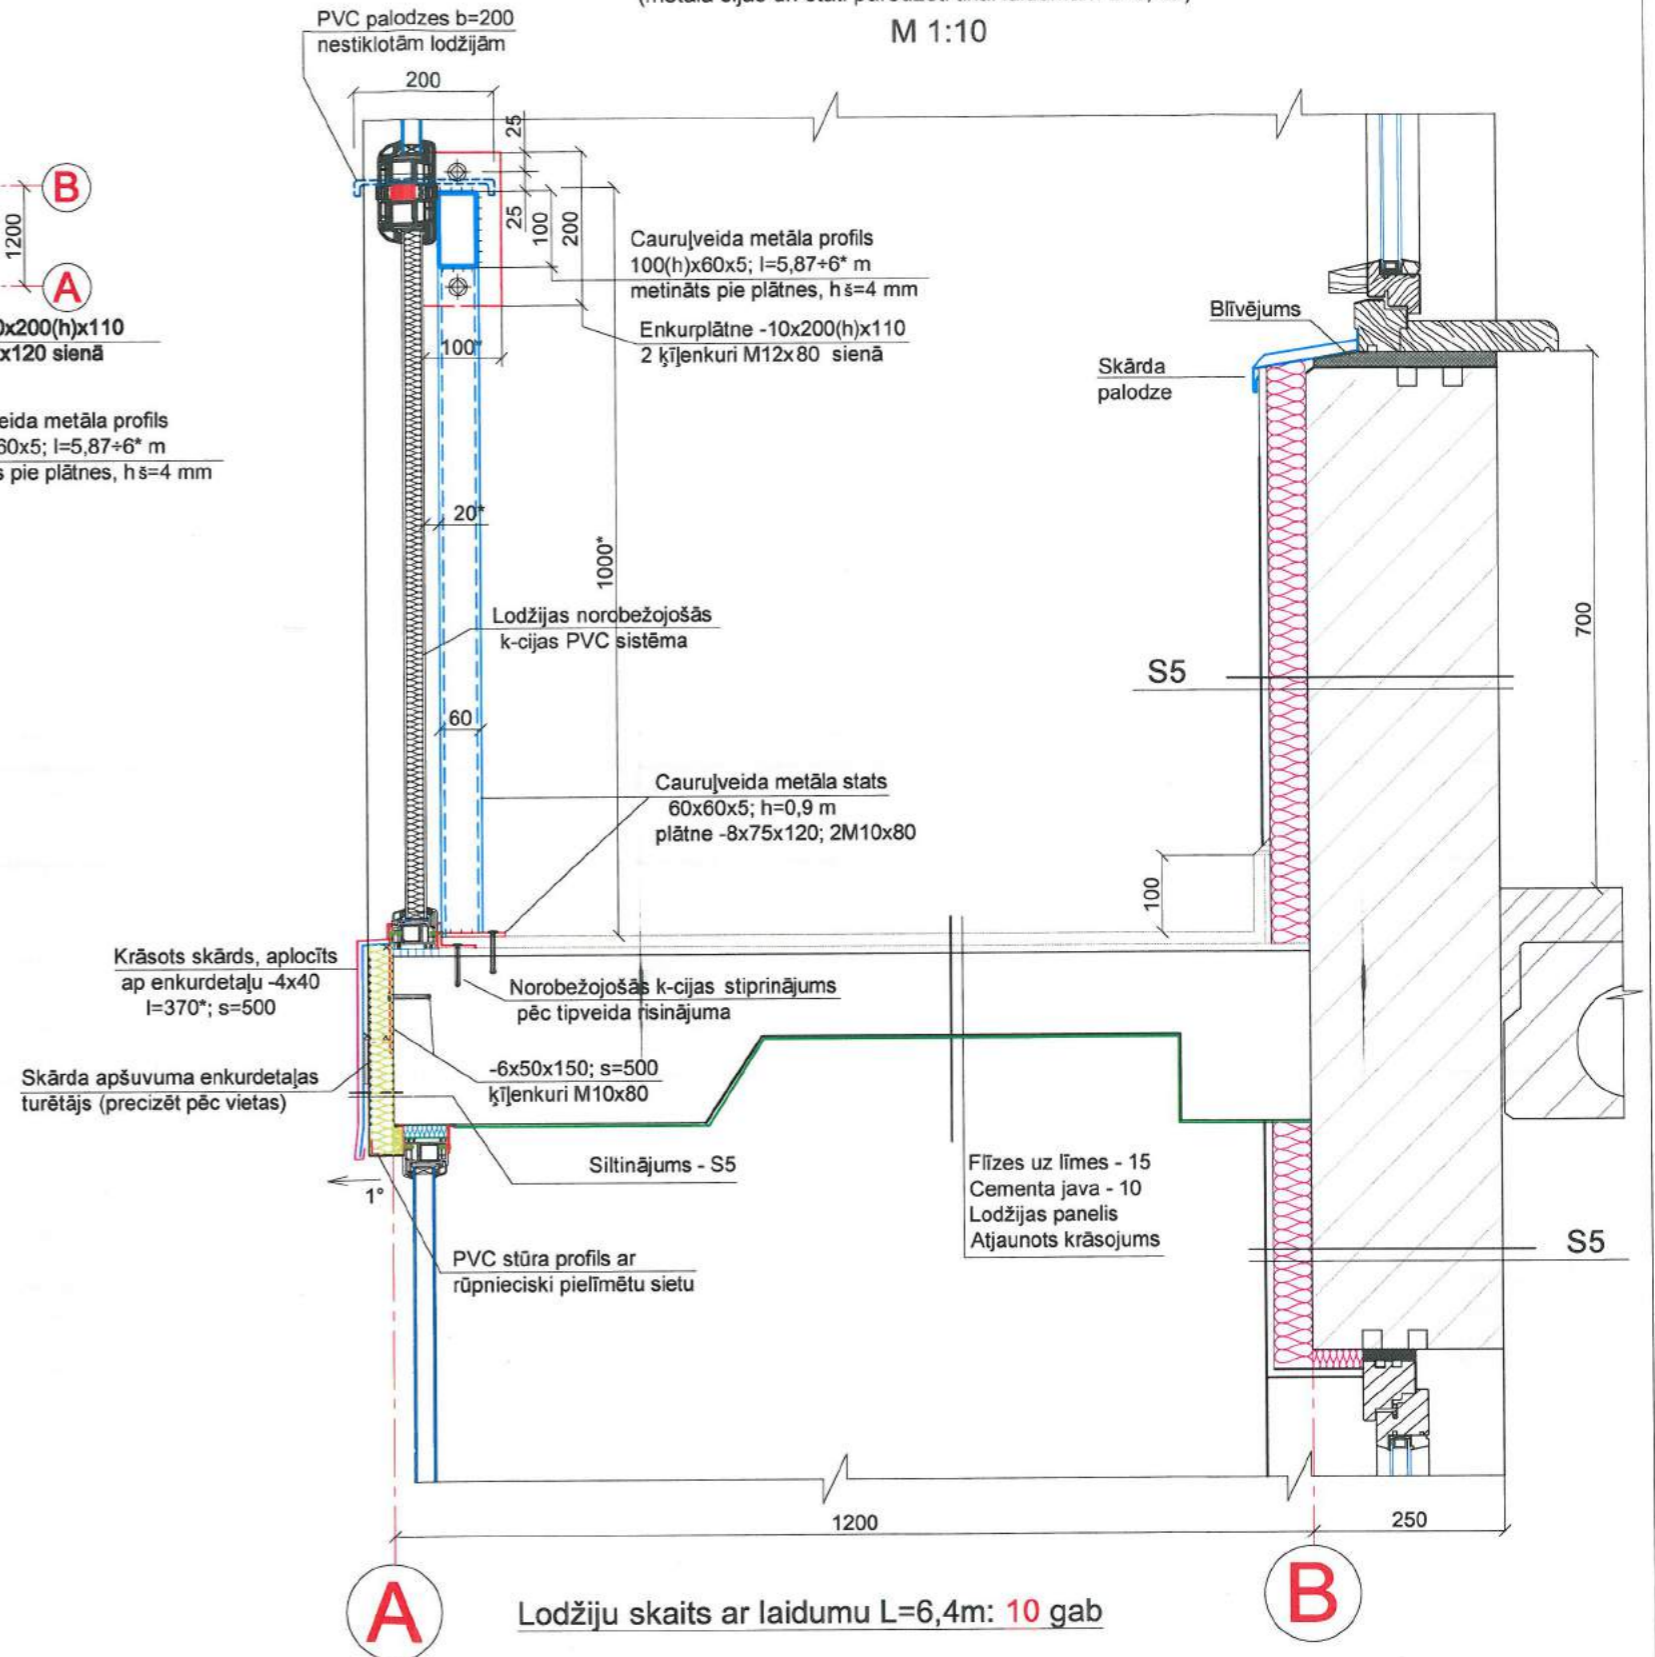 M 1:10
PVC palodzes b=200
nestiklotām lodžijām
200
25
25
100
200
B
1200
A
0x200(h)x110
x120 sienā
eida metāla profils
60x5; l=5,87÷6* m
s pie plātnes, hš=4 mm
Cauruļveida metāla profils
100(h)x60x5; l=5,87÷6* m
metināts pie plātnes, hš=4 mm
Enkurplātne -10x200(h)x110
2 ķīļenkuri M12x80 sienā
100*
Blīvējums
Skārda
palodze
20*
1000*
700
Lodžijas norobežojošās
k-cijas PVC sistēma
S5
60
Cauruļveida metāla stats
60x60x5; h=0,9 m
plātne -8x75x120; 2M10x80
100
Krāsots skārds, aplocīts
ap enkurdetaļu -4x40
l=370*; s=500
Norobežojošās k-cijas stiprinājums
pēc tipveida risinājuma
Skārda apšuvuma enkurdetaļas
turētājs (precizēt pēc vietas)
-6x50x150; s=500
ķīļenkuri M10x80
Siltinājums - S5
1°
Flīzes uz līmes - 15
Cementa java - 10
Lodžijas panelis
Atjaunots krāsojums
S5
PVC stūra profils ar
rūpnieciski pielīmētu sietu
1200
250
A
B
Lodžiju skaits ar laidumu L=6,4m: 10 gab